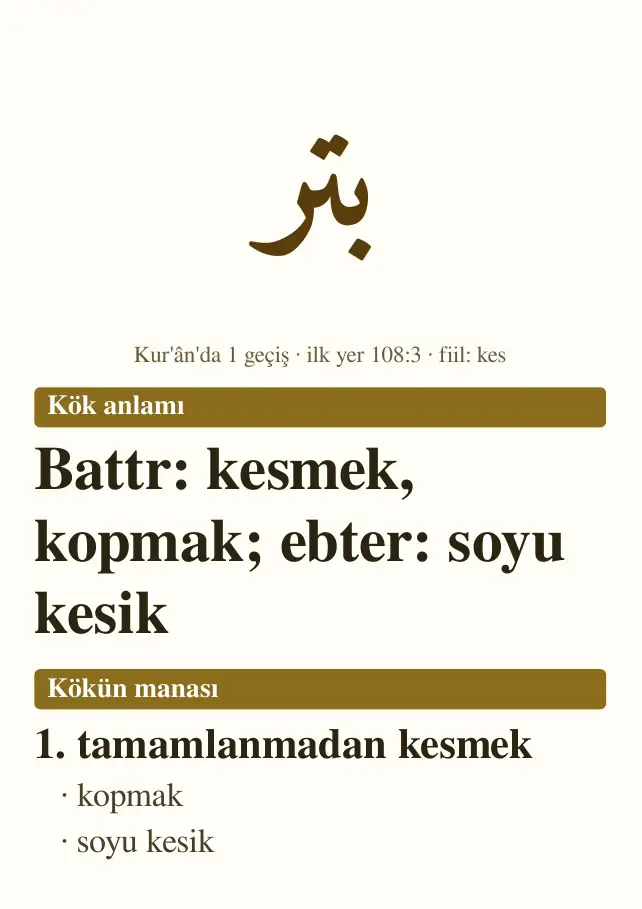 بتر
Kur'ân'da 1 geçiş · ilk yer 108:3 · fiil: kes
Kök anlamı
Battr: kesmek,
kopmak; ebter: soyu
kesik
Kökün manası
1. tamamlanmadan kesmek
· kopmak
· soyu kesik